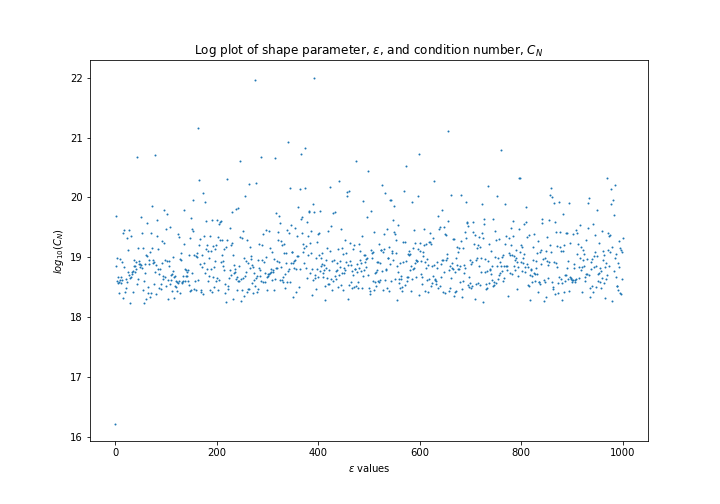 Log plot of shape parameter, ε, and condition number, C_N
22
21
20
19
18
17
16
log₁₀(C_N)
0 200 400 600 800 1000
ε values